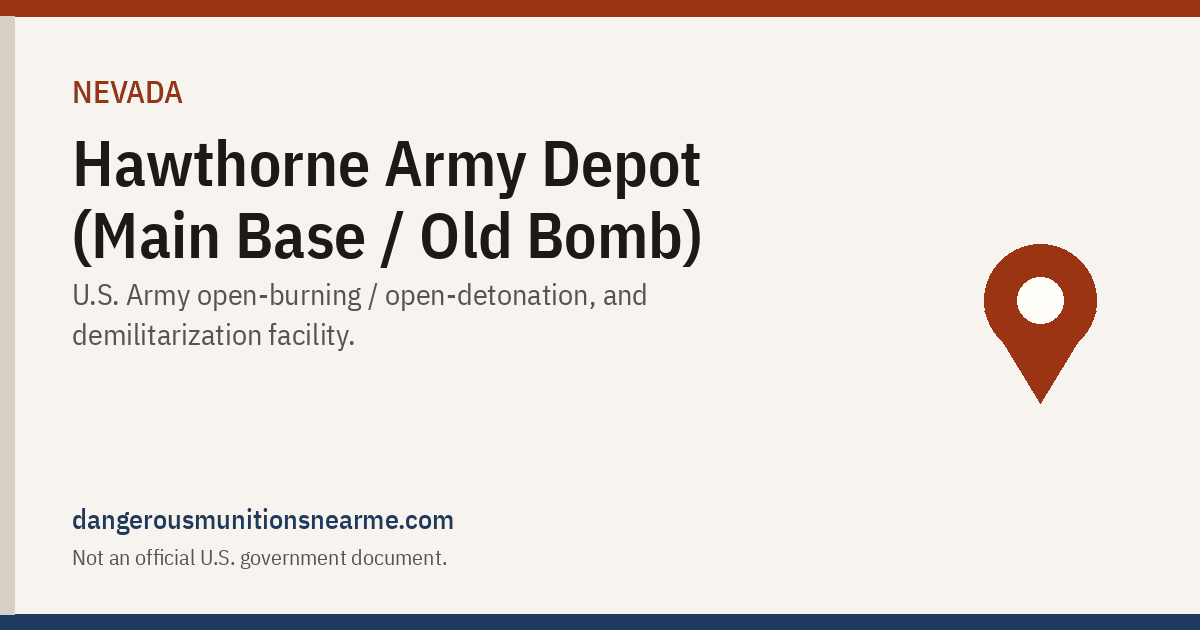 NEVADA
Hawthorne Army Depot
(Main Base / Old Bomb)
U.S. Army open-burning / open-detonation, and
demilitarization facility.
dangerousmunitionsnearme.com
Not an official U.S. government document.